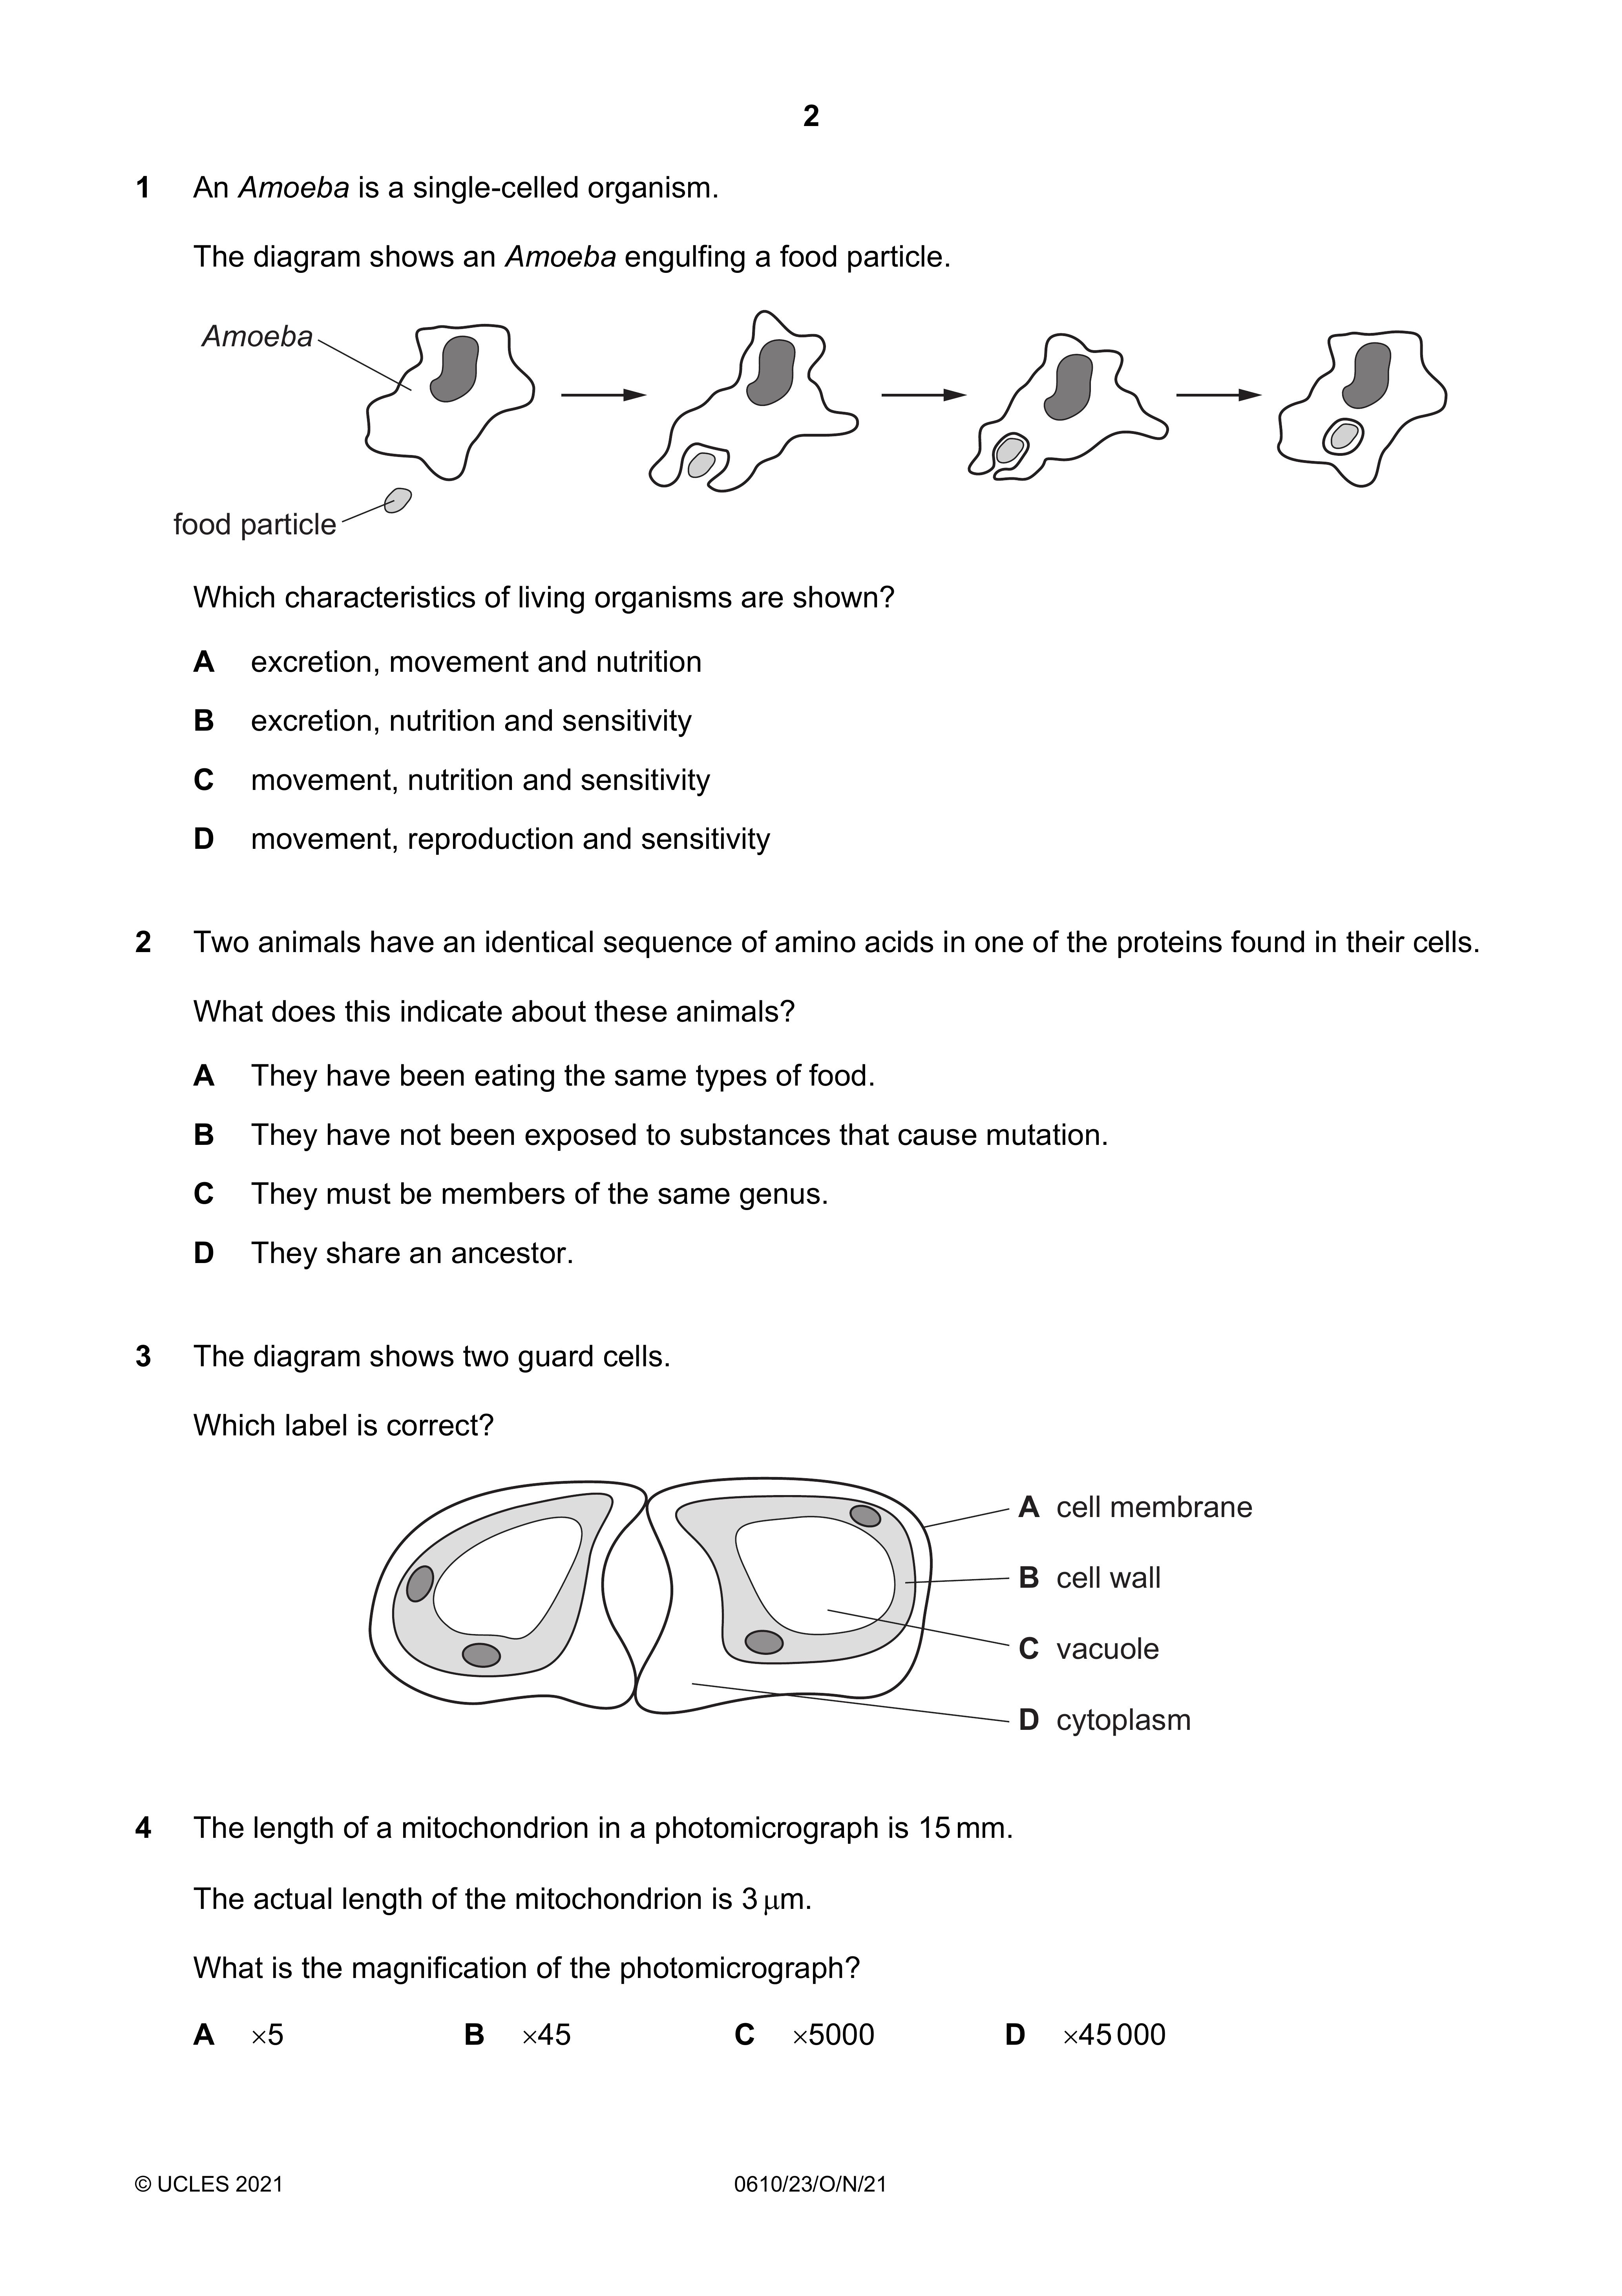 2
1 An Amoeba is a single-celled organism.
The diagram shows an Amoeba engulfing a food particle.
Amoeba
food particle
Which characteristics of living organisms are shown?
A excretion, movement and nutrition
B excretion, nutrition and sensitivity
C movement, nutrition and sensitivity
D movement, reproduction and sensitivity
2 Two animals have an identical sequence of amino acids in one of the proteins found in their cells.
What does this indicate about these animals?
A They have been eating the same types of food.
B They have not been exposed to substances that cause mutation.
C They must be members of the same genus.
D They share an ancestor.
3 The diagram shows two guard cells.
Which label is correct?
A cell membrane
B cell wall
C vacuole
D cytoplasm
4 The length of a mitochondrion in a photomicrograph is 15 mm.
The actual length of the mitochondrion is 3 μm.
What is the magnification of the photomicrograph?
A ×5 B ×45 C ×5000 D ×45 000
© UCLES 2021 0610/23/O/N/21